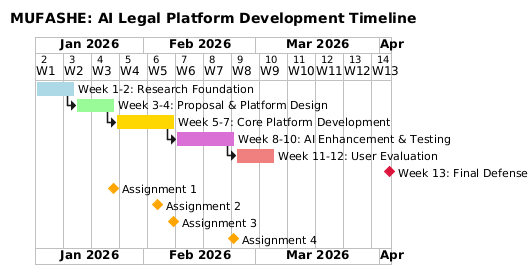 MUFASHE: AI Legal Platform Development Timeline
Jan 2026 Feb 2026 Mar 2026 Apr
2 3 4 5 6 7 8 9 10 11 12 13 14
W1 W2 W3 W4 W5 W6 W7 W8 W9 W10 W11 W12 W13
Week 1-2: Research Foundation
Week 3-4: Proposal & Platform Design
Week 5-7: Core Platform Development
Week 8-10: AI Enhancement & Testing
Week 11-12: User Evaluation
Week 13: Final Defense
Assignment 1
Assignment 2
Assignment 3
Assignment 4
Jan 2026 Feb 2026 Mar 2026 Apr